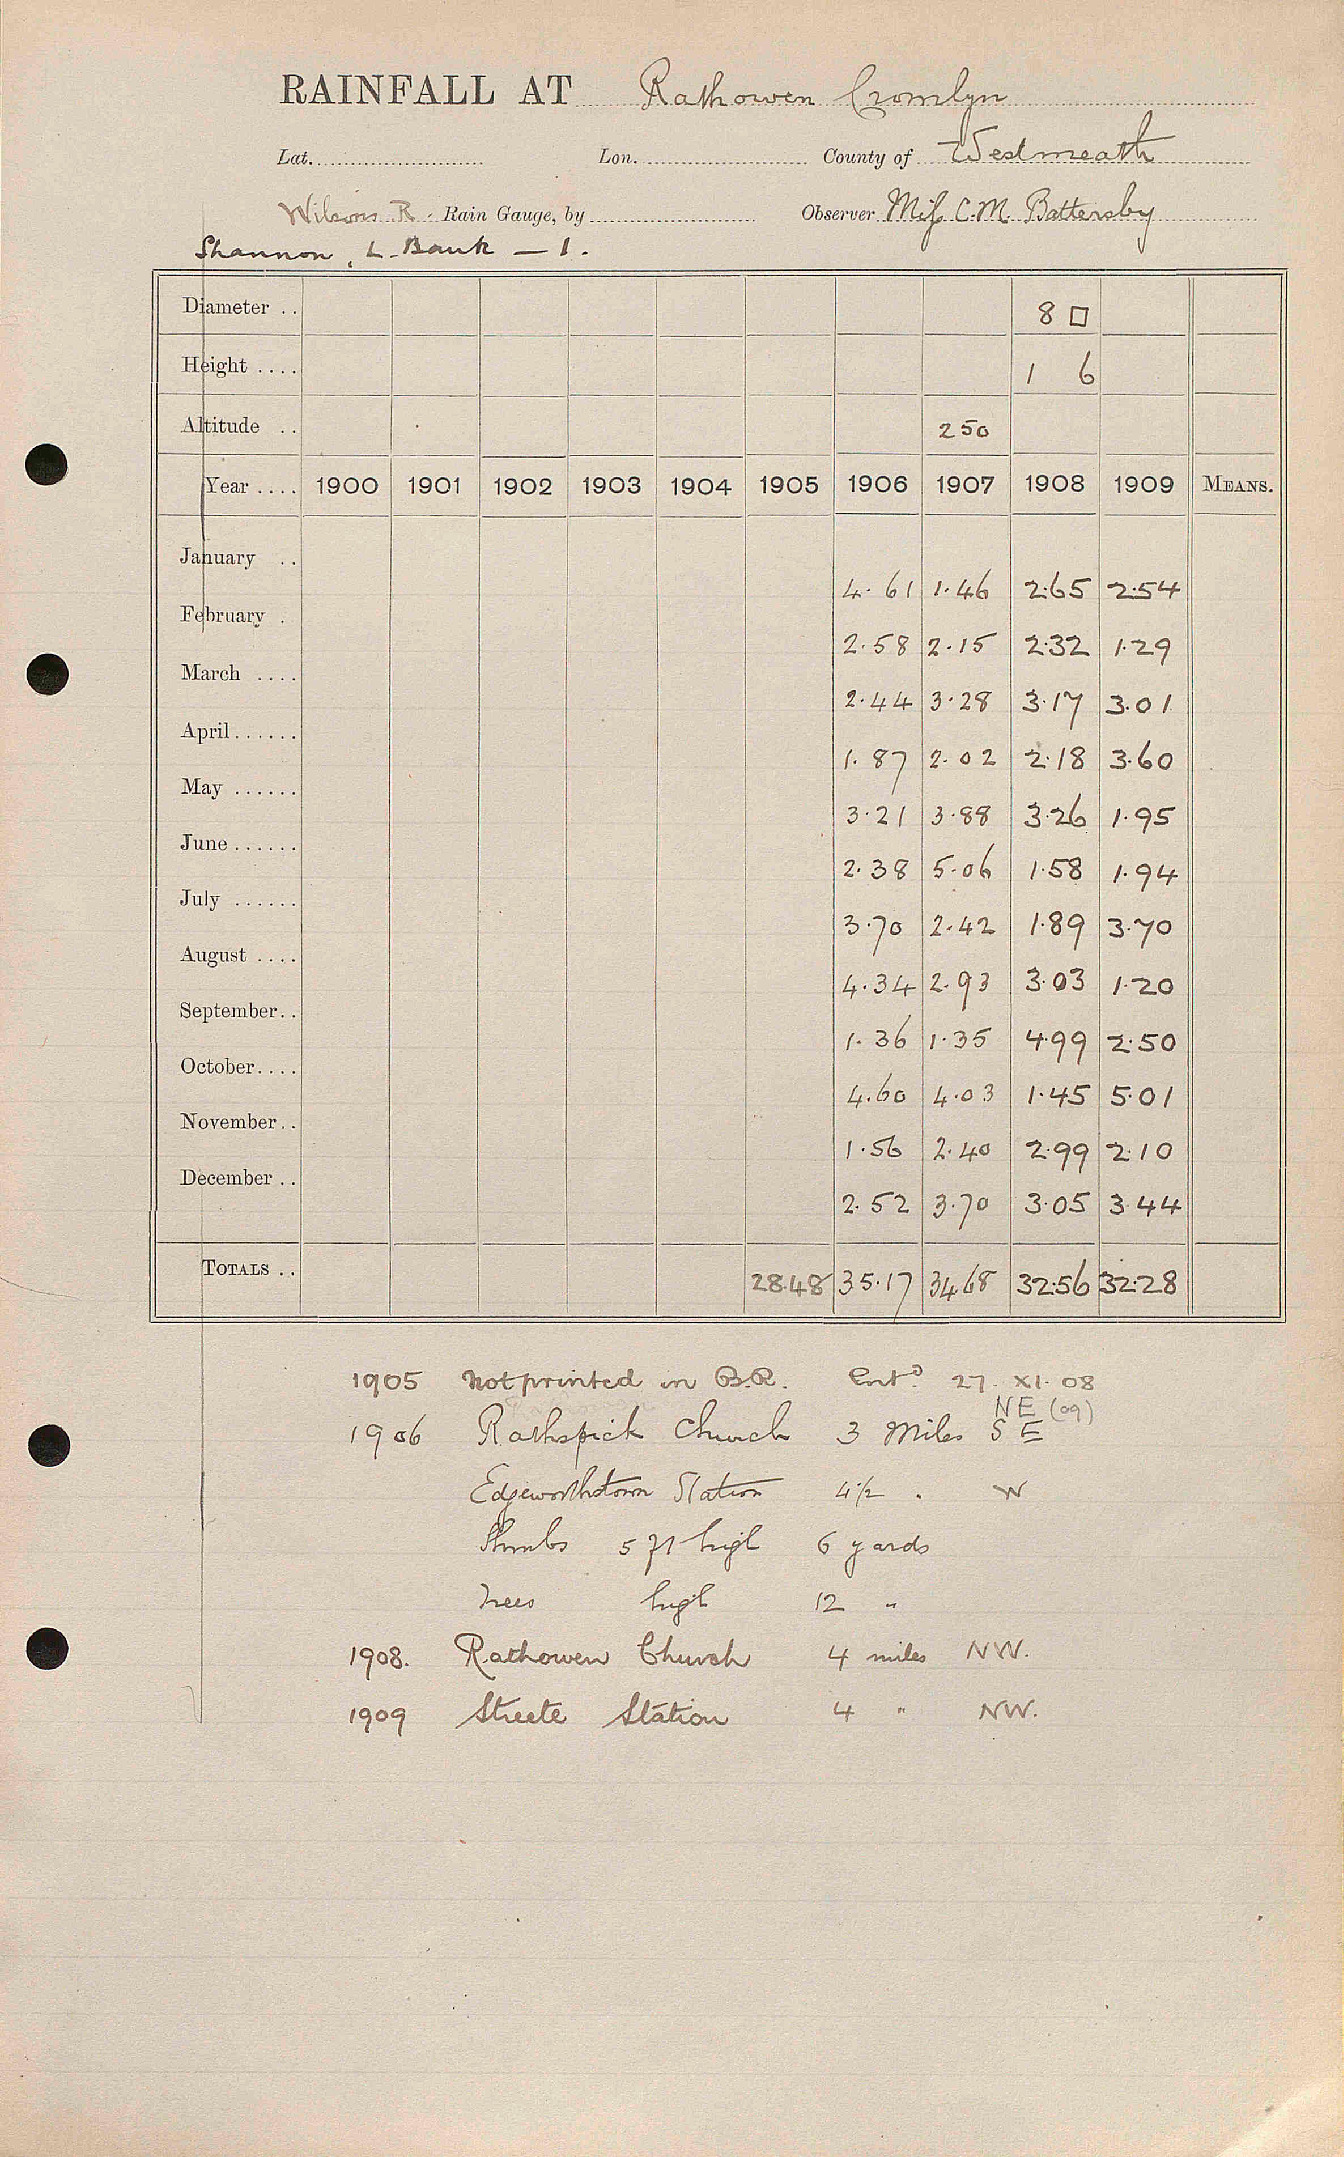 RAINFALL AT Rathowen Cromlyn
Lat. Lon. County of Westmeath
Wilsons R. Rain Gauge, by Observer Miss C. M. Battersby
Shannon, L. Bank — 1.
Diameter .. 8 □
Height .... 1 6
Altitude .. 250
Year .... 1900 1901 1902 1903 1904 1905 1906 1907 1908 1909 MEANS.
January .. 4.61 1.46 2.65 2.54
February . 2.58 2.15 2.32 1.29
March .... 2.44 3.28 3.17 3.01
April...... 1.87 2.02 2.18 3.60
May ...... 3.21 3.88 3.26 1.95
June...... 2.38 5.06 1.58 1.94
July ...... 3.70 2.42 1.89 3.70
August .... 4.34 2.93 3.03 1.20
September.. 1.36 1.35 4.99 2.50
October.... 4.60 4.03 1.45 5.01
November.. 1.56 2.40 2.99 2.10
December .. 2.52 3.70 3.05 3.44
TOTALS .. 28.48 35.17 34.68 32.56 32.28
1905 Not printed in B.R. Entd. 27. XI. 08
NE (09)
1906 Rathspick Church 3 Miles SE
Edgeworthstown Station 4 1/2 " W
Shrubs 5 ft high 6 yards
Trees high 12 "
1908. Rathowen Church 4 miles NW.
1909 Streete Station 4 " NW.